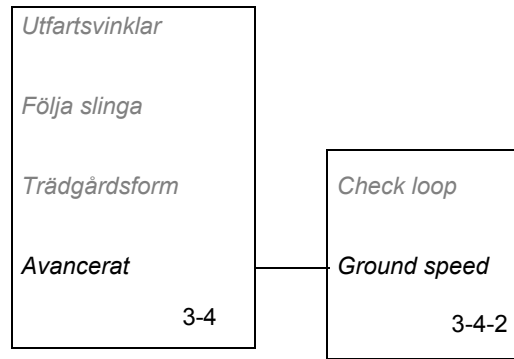 Utfartsvinklar
Följa slinga
Trädgårdsform
Avancerat
3-4
Check loop
Ground speed
3-4-2